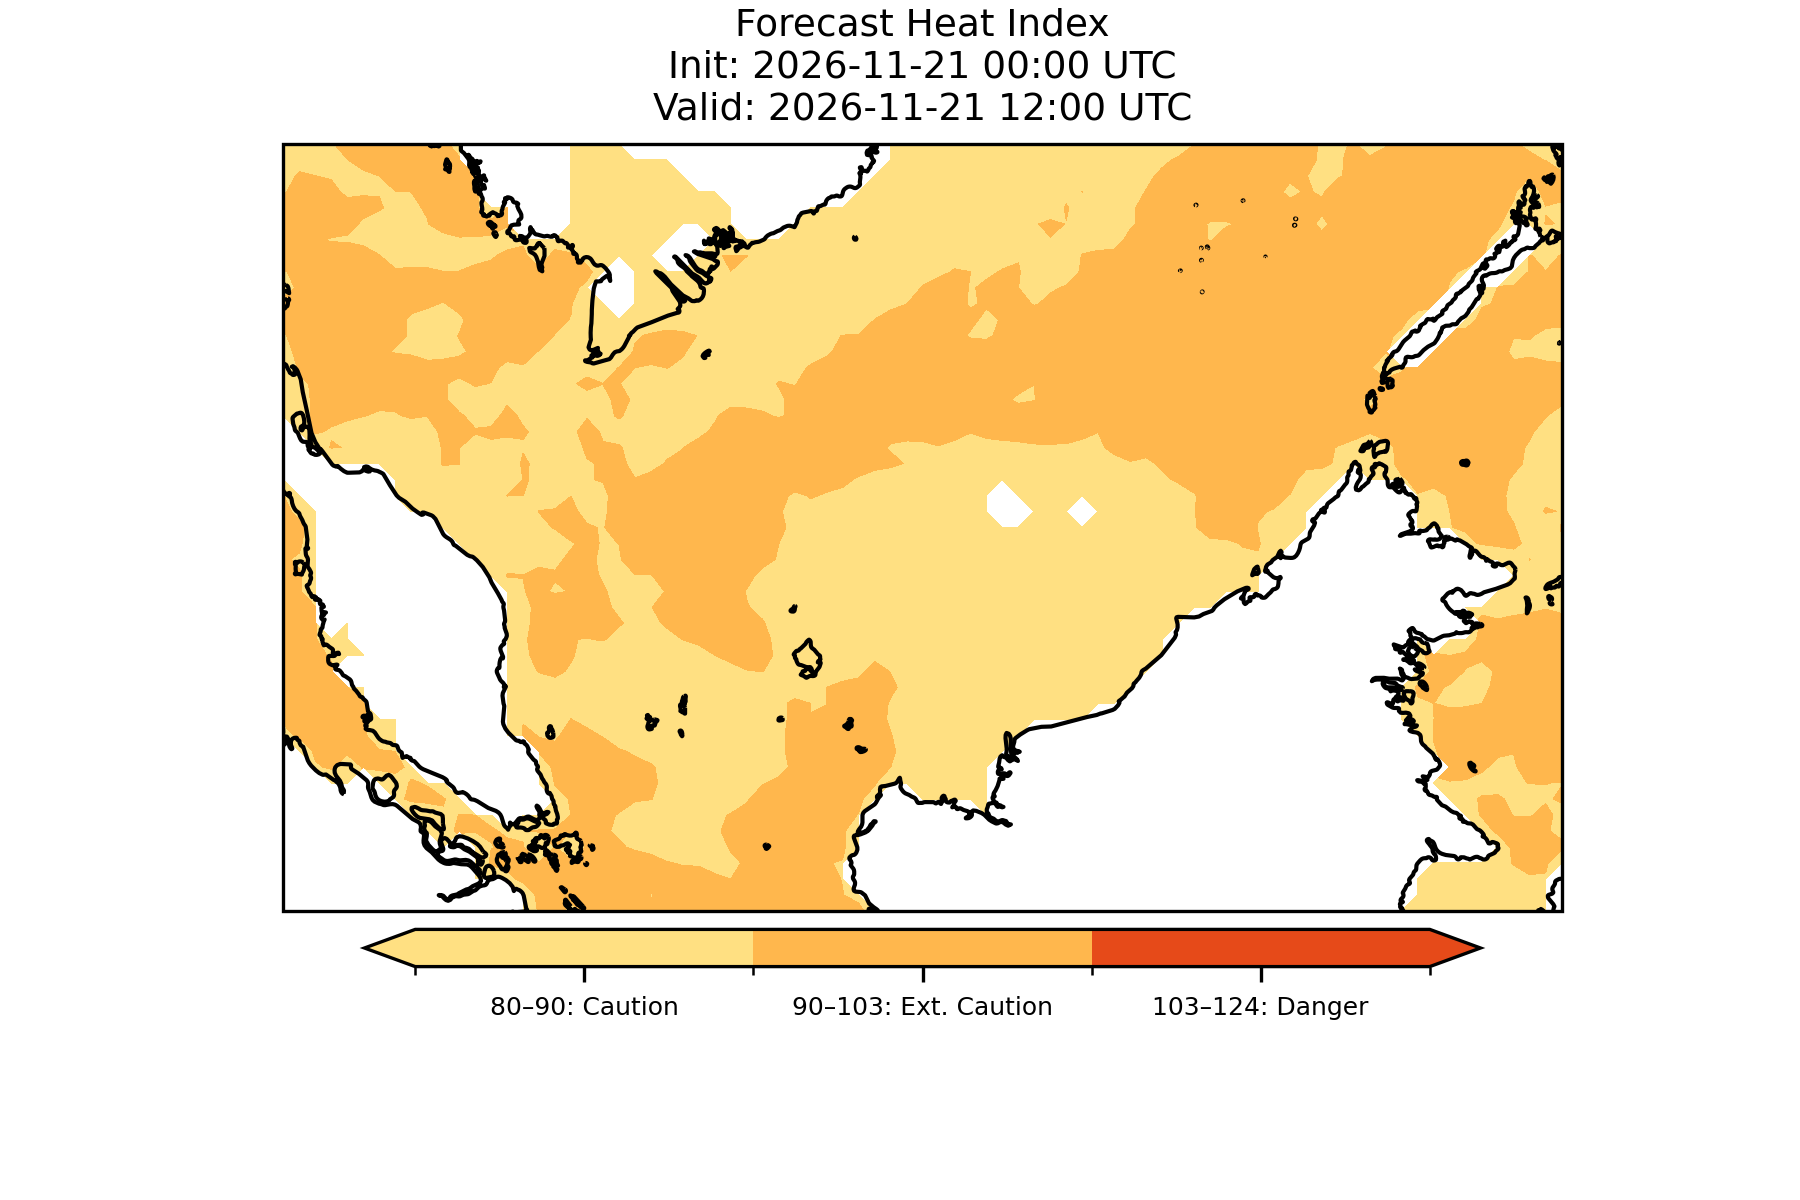 Forecast Heat Index
Init: 2026-11-21 00:00 UTC
Valid: 2026-11-21 12:00 UTC
80–90: Caution
90–103: Ext. Caution
103–124: Danger